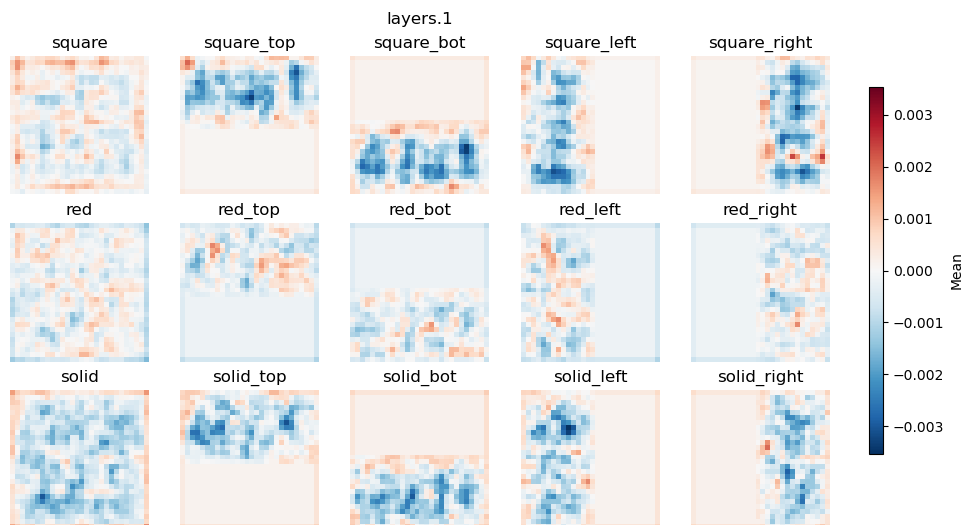 layers.1
square square_top square_bot square_left square_right
red red_top red_bot red_left red_right
solid solid_top solid_bot solid_left solid_right
0.003
0.002
0.001
0.000
−0.001
−0.002
−0.003
Mean